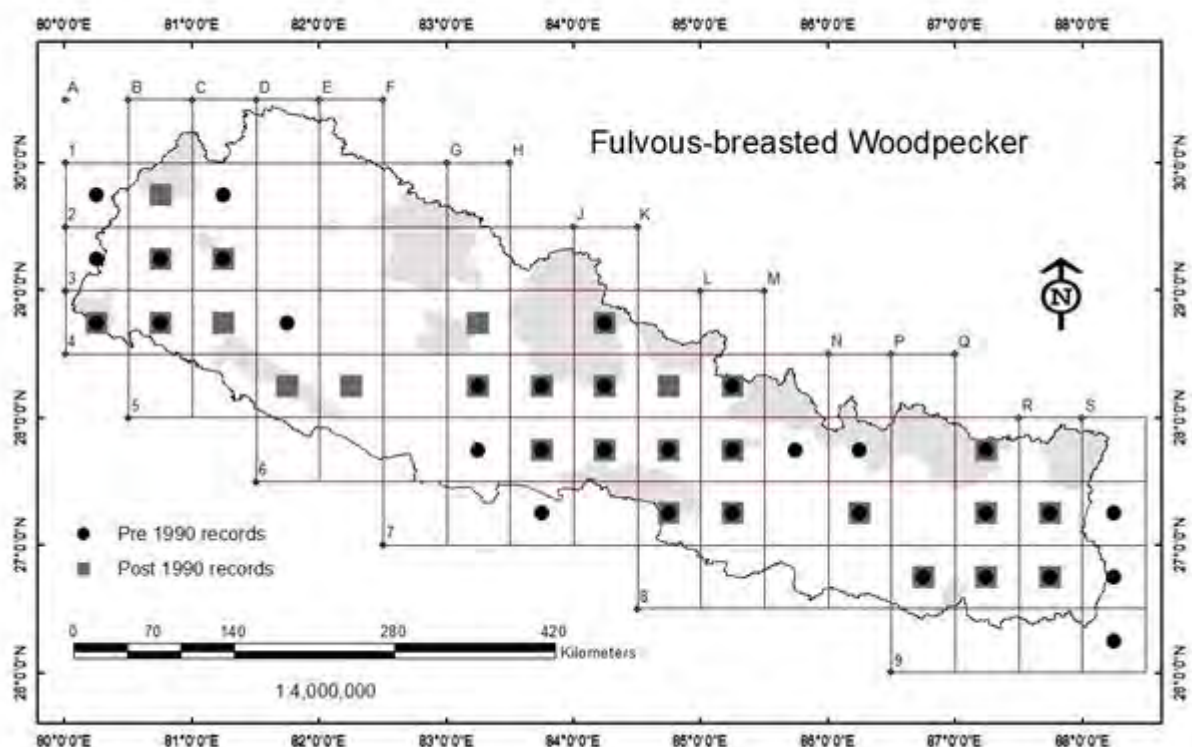 80°0'0"E 81°0'0"E 82°0'0"E 83°0'0"E 84°0'0"E 85°0'0"E 86°0'0"E 87°0'0"E 88°0'0"E
A B C D E F
Fulvous-breasted Woodpecker
30°0'0"N 1 G H 30°0'0"N
2 J K
29°0'0"N 3 L M 29°0'0"N
N
4 N P Q
28°0'0"N 5 R S 28°0'0"N
6
Pre 1990 records
27°0'0"N 7 27°0'0"N
Post 1990 records
8
0 70 140 280 420
Kilometers
9
26°0'0"N 26°0'0"N
1:4,000,000
80°0'0"E 81°0'0"E 82°0'0"E 83°0'0"E 84°0'0"E 85°0'0"E 86°0'0"E 87°0'0"E 88°0'0"E